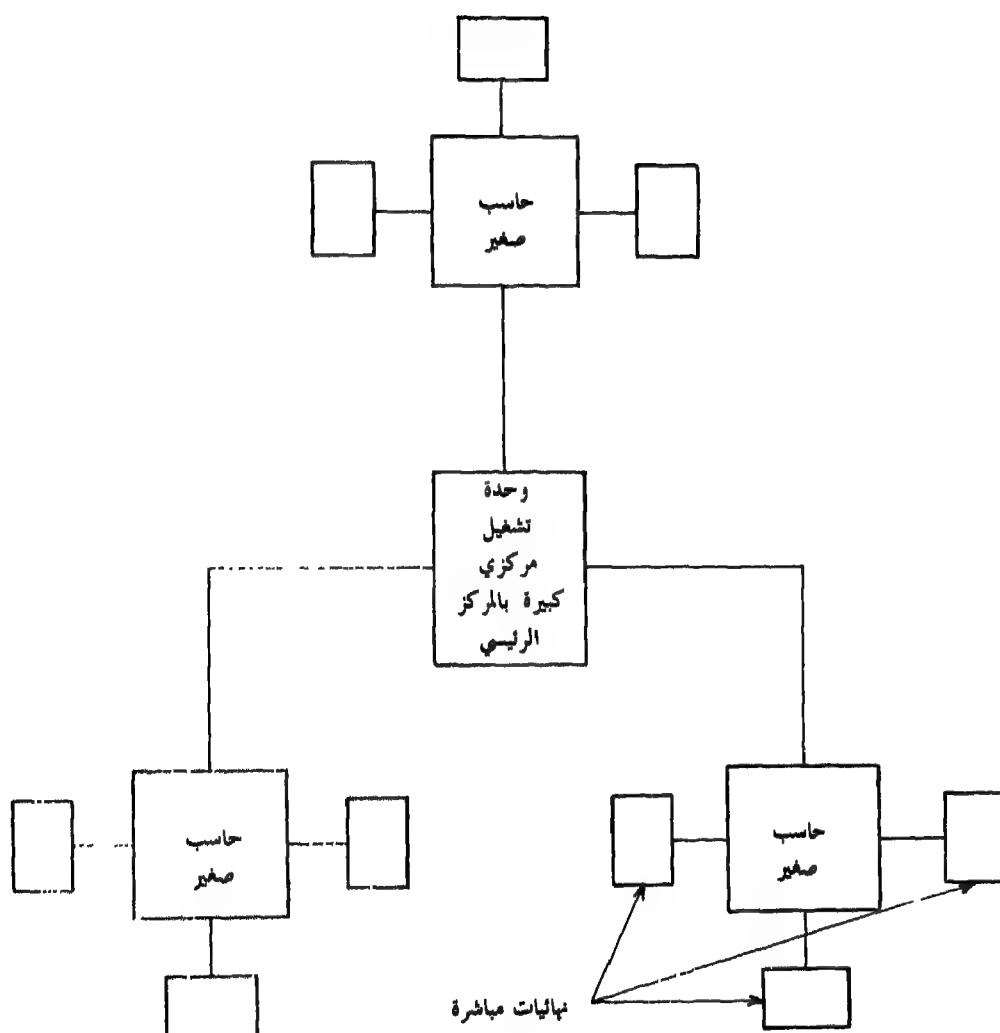 حاسب
صغير
وحدة
تشغيل
مركزي
كبيرة بالمركز
الرئيسي
حاسب
صغير
حاسب
صغير
نهائيات مباشرة